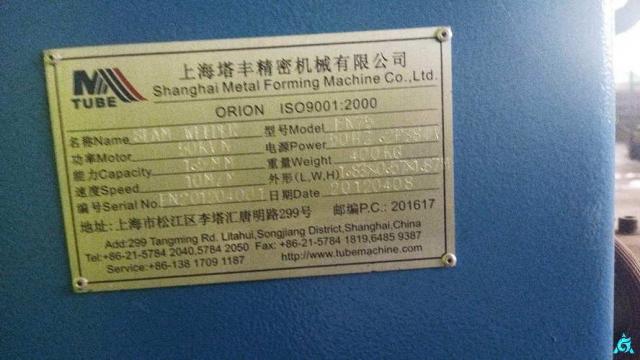 M
TUBE
上海塔丰精密机械有限公司
Shanghai Metal Forming Machine Co.,Ltd.
ORION ISO9001:2000
名称Name SEAM WELDER 型号Model
功率Motor 电源Power
能力Capacity 重量Weight 400KG
速度Speed 外形(L,W,H)
编号Serial No. 日期Date 20120408
地址:上海市松江区李塔汇唐明路299号 邮编P.C.: 201617
Add:299 Tangming Rd. Litahui,Songjiang District,Shanghai,China
Tel:+86-21-5784 2040,5784 2050 Fax: +86-21-5784 1819,6485 9387
Service:+86-138 1709 1187 http://www.tubemachine.com